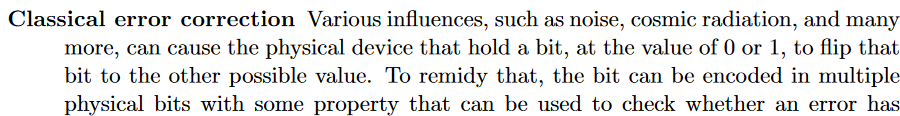 Classical error correction Various influences, such as noise, cosmic radiation, and many
more, can cause the physical device that hold a bit, at the value of 0 or 1, to flip that
bit to the other possible value. To remidy that, the bit can be encoded in multiple
physical bits with some property that can be used to check whether an error has